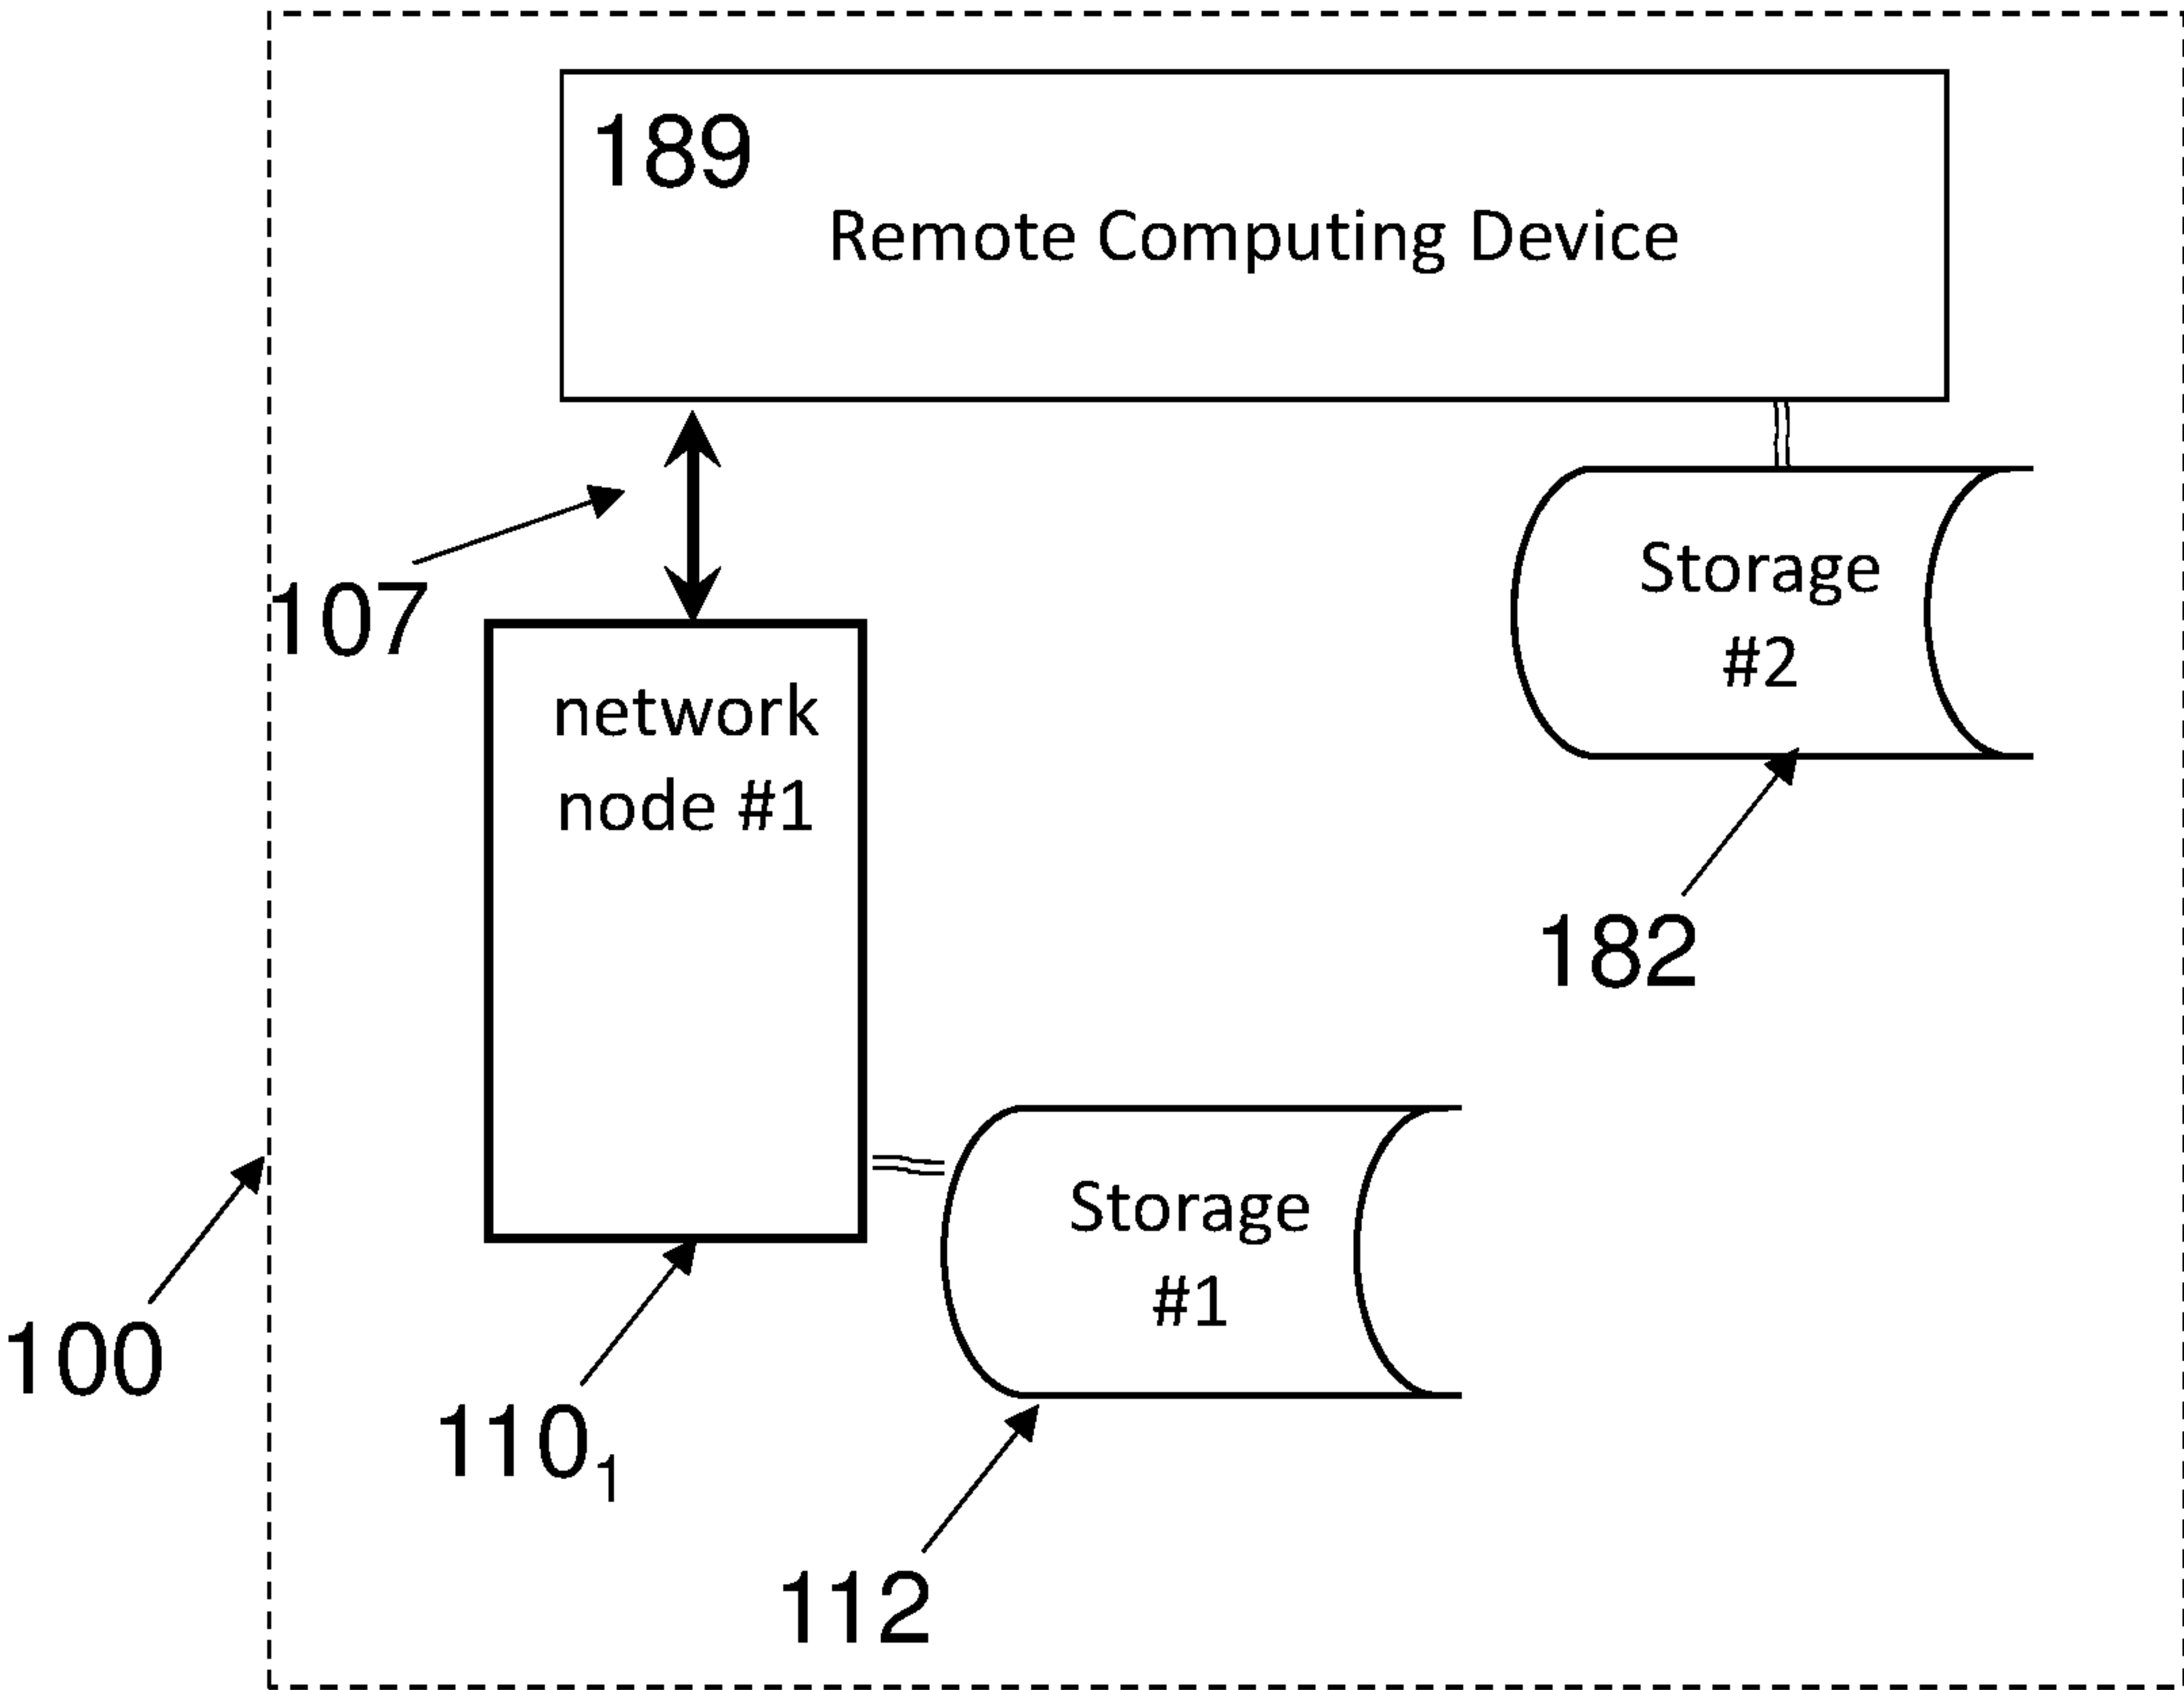 189
Remote Computing Device
107
Storage
#2
network
node #1
182
Storage
#1
100
110₁
112